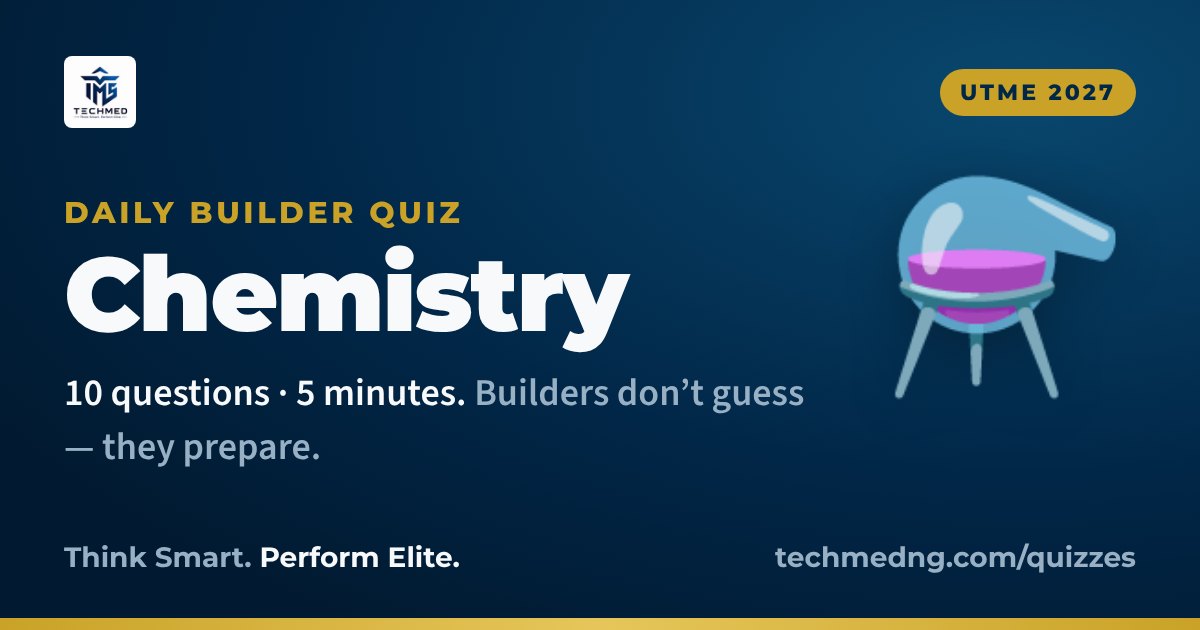 TECHMED
UTME 2027
DAILY BUILDER QUIZ
Chemistry
10 questions · 5 minutes. Builders don’t guess
— they prepare.
Think Smart. Perform Elite.
techmedng.com/quizzes